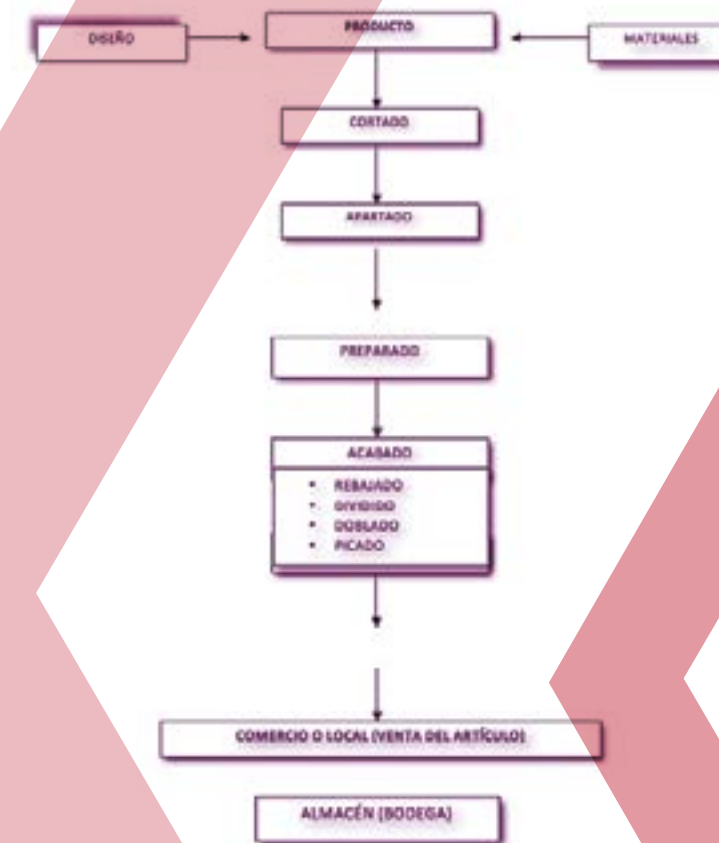 DISEÑO
PRODUCTO
MATERIALES
CORTADO
APARTADO
PREPARADO
ACABADO
• REBAJADO
• DIVIDIDO
• DOBLADO
• PICADO
COMERCIO O LOCAL (VENTA DEL ARTÍCULO)
ALMACÉN (BODEGA)